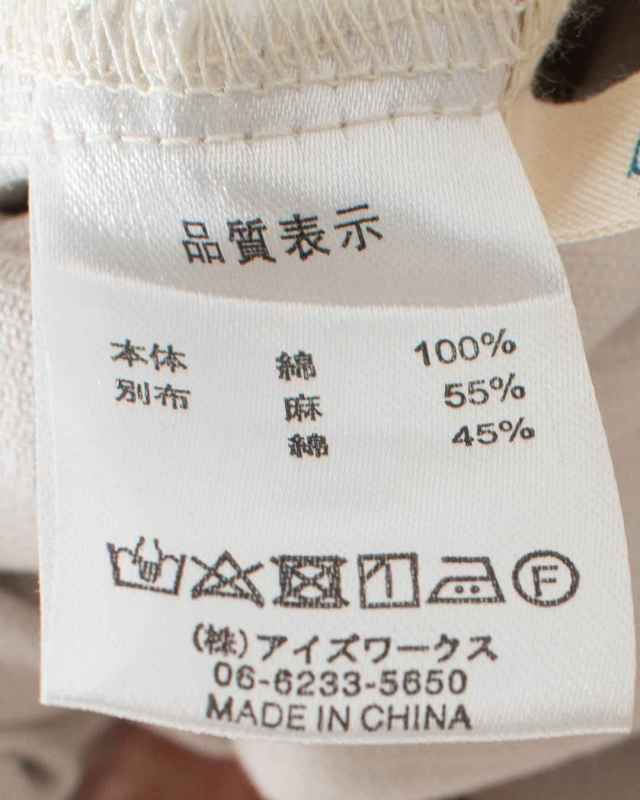 品質表示
本体 綿 100%
別布 麻 55%
綿 45%
F
(株)アイズワークス
06-6233-5650
MADE IN CHINA